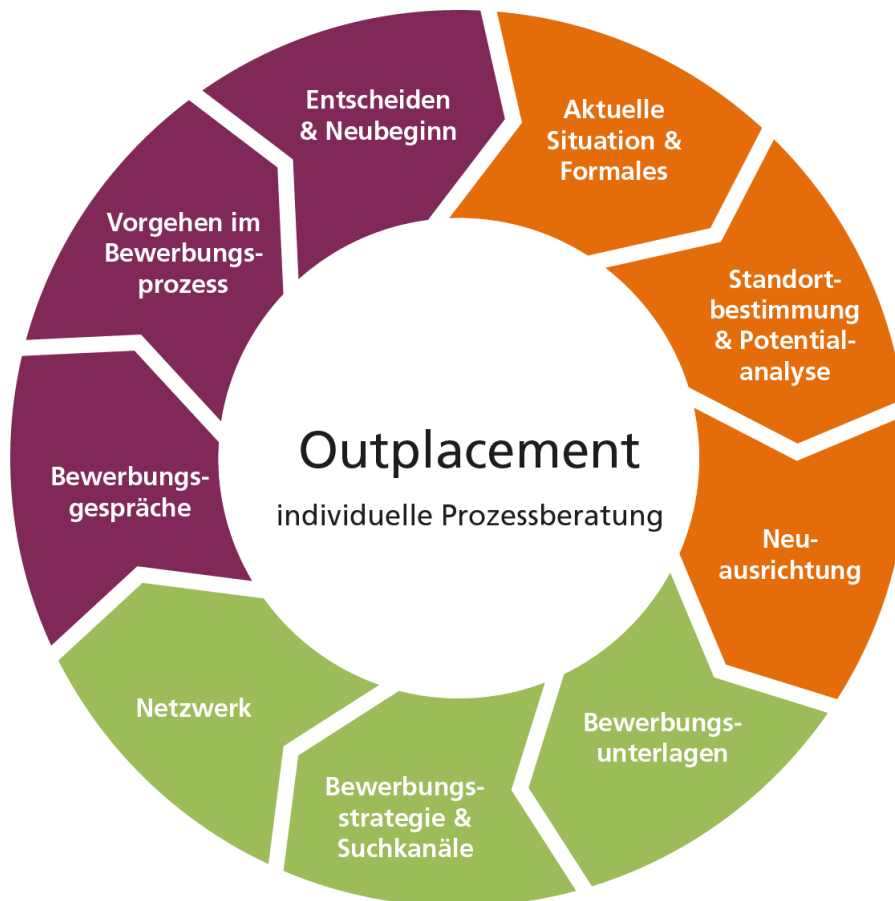 Outplacement
individuelle Prozessberatung
Aktuelle
Situation &
Formales
Standort-
bestimmung
& Potential-
analyse
Neu-
ausrichtung
Bewerbungs-
unterlagen
Bewerbungs-
strategie &
Suchkanäle
Netzwerk
Bewerbungs-
gespräche
Vorgehen im
Bewerbungs-
prozess
Entscheiden
& Neubeginn